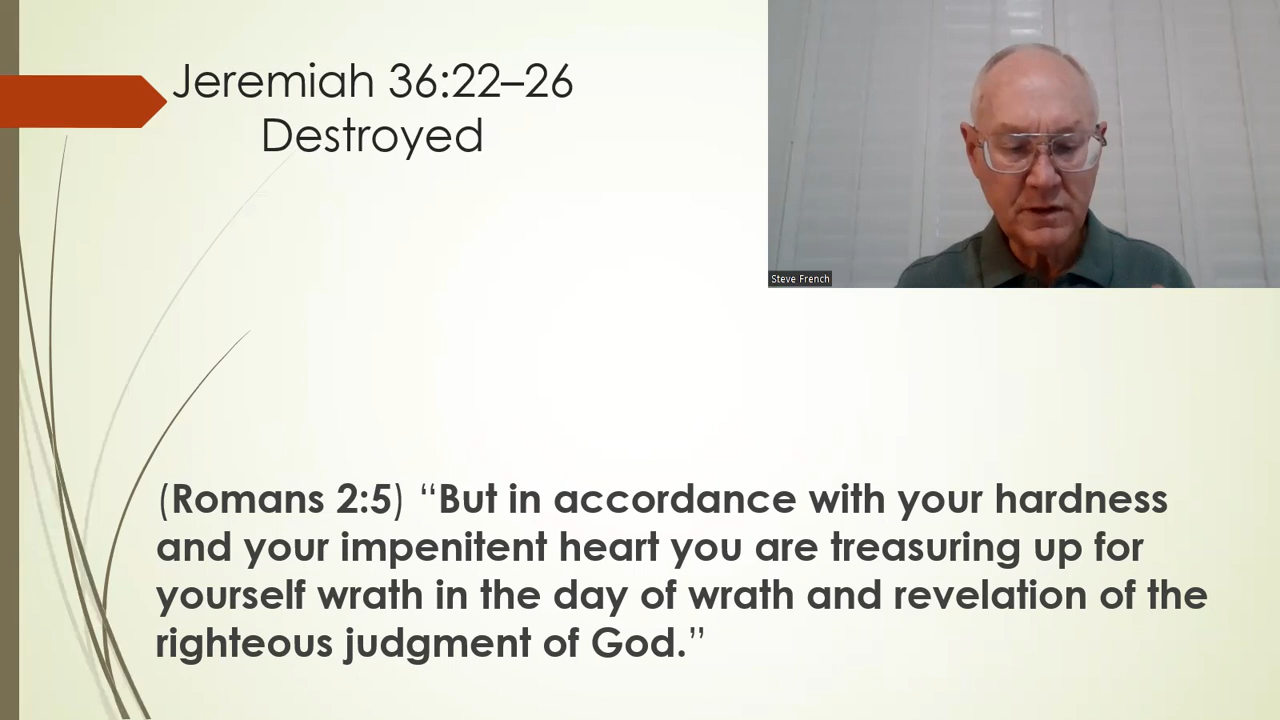 Jeremiah 36:22–26
Destroyed
Steve French
(Romans 2:5) “But in accordance with your hardness
and your impenitent heart you are treasuring up for
yourself wrath in the day of wrath and revelation of the
righteous judgment of God.”